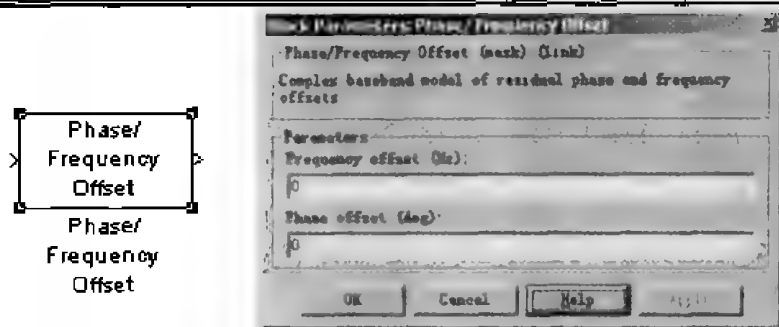 Phase/
Frequency
Offset
Phase/
Frequency
Offset
Block Parameters: Phase/Frequency Offset
Phase/Frequency Offset (mask) (link)
Complex baseband model of residual phase and frequency
offsets
Parameters
Frequency offset (Hz):
0
Phase offset (deg):
0
OK
Cancel
Help
Apply